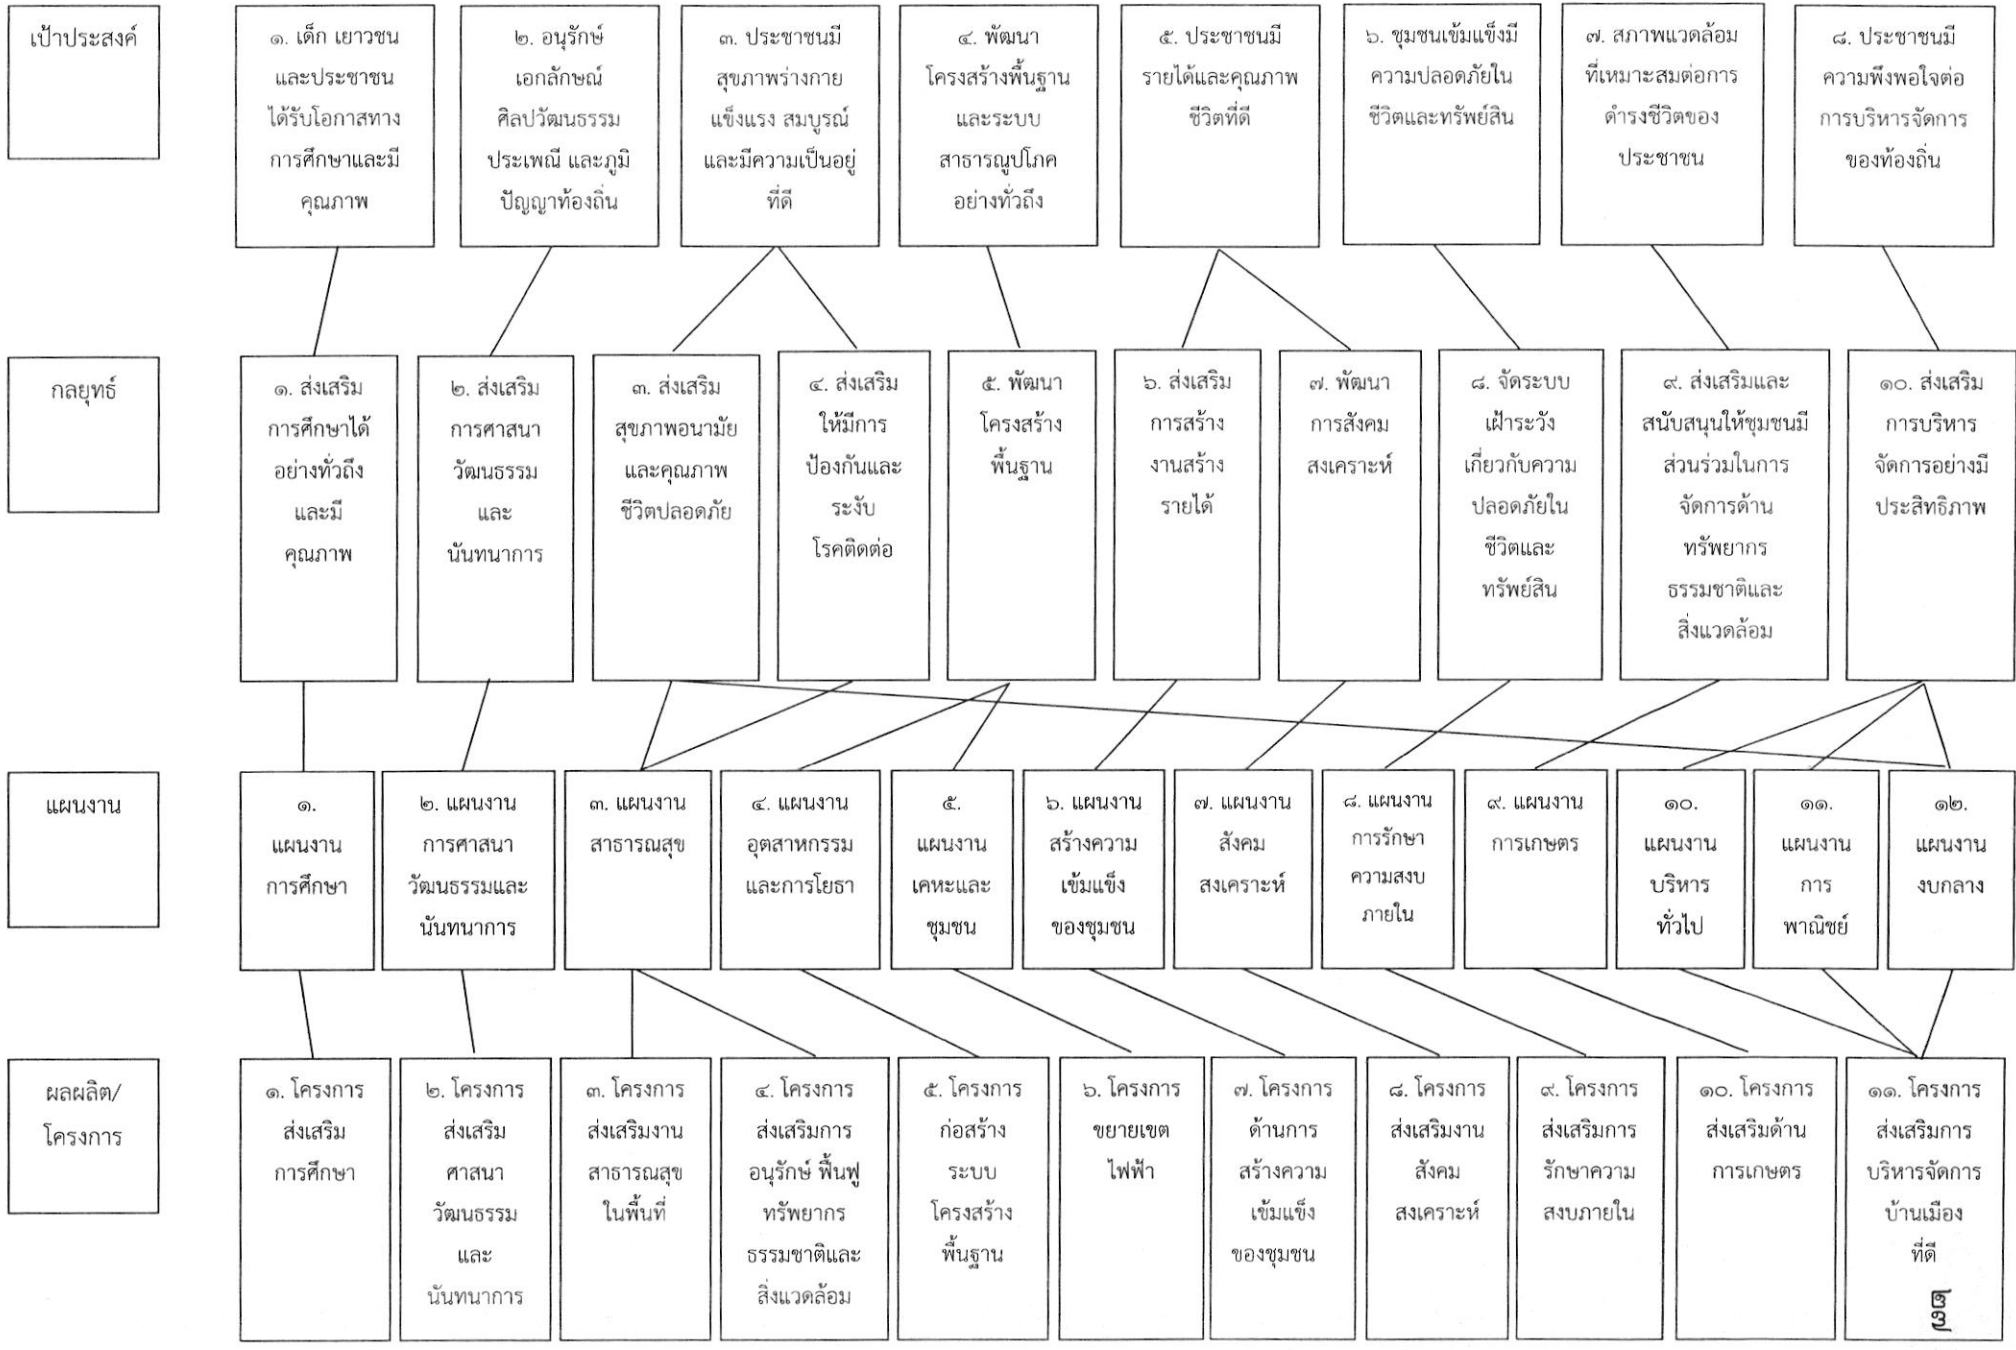 เป้าประสงค์
๑. เด็ก เยาวชน
และประชาชน
ได้รับโอกาสทาง
การศึกษาและมี
คุณภาพ
๒. อนุรักษ์
เอกลักษณ์
ศิลปวัฒนธรรม
ประเพณี และภูมิ
ปัญญาท้องถิ่น
๓. ประชาชนมี
สุขภาพร่างกาย
แข็งแรง สมบูรณ์
และมีความเป็นอยู่
ที่ดี
๔. พัฒนา
โครงสร้างพื้นฐาน
และระบบ
สาธารณูปโภค
อย่างทั่วถึง
๕. ประชาชนมี
รายได้และคุณภาพ
ชีวิตที่ดี
๖. ชุมชนเข้มแข็งมี
ความปลอดภัยใน
ชีวิตและทรัพย์สิน
๗. สภาพแวดล้อม
ที่เหมาะสมต่อการ
ดำรงชีวิตของ
ประชาชน
๘. ประชาชนมี
ความพึงพอใจต่อ
การบริหารจัดการ
ของท้องถิ่น
กลยุทธ์
๑. ส่งเสริม
การศึกษาได้
อย่างทั่วถึง
และมี
คุณภาพ
๒. ส่งเสริม
การศาสนา
วัฒนธรรม
และ
นันทนาการ
๓. ส่งเสริม
สุขภาพอนามัย
และคุณภาพ
ชีวิตปลอดภัย
๔. ส่งเสริม
ให้มีการ
ป้องกันและ
ระงับ
โรคติดต่อ
๕. พัฒนา
โครงสร้าง
พื้นฐาน
๖. ส่งเสริม
การสร้าง
งานสร้าง
รายได้
๗. พัฒนา
การสังคม
สงเคราะห์
๘. จัดระบบ
เฝ้าระวัง
เกี่ยวกับความ
ปลอดภัยใน
ชีวิตและ
ทรัพย์สิน
๙. ส่งเสริมและ
สนับสนุนให้ชุมชนมี
ส่วนร่วมในการ
จัดการด้าน
ทรัพยากร
ธรรมชาติและ
สิ่งแวดล้อม
๑๐. ส่งเสริม
การบริหาร
จัดการอย่างมี
ประสิทธิภาพ
แผนงาน
๑.
แผนงาน
การศึกษา
๒. แผนงาน
การศาสนา
วัฒนธรรมและ
นันทนาการ
๓. แผนงาน
สาธารณสุข
๔. แผนงาน
อุตสาหกรรม
และการโยธา
๕.
แผนงาน
เคหะและ
ชุมชน
๖. แผนงาน
สร้างความ
เข้มแข็ง
ของชุมชน
๗. แผนงาน
สังคม
สงเคราะห์
๘. แผนงาน
การรักษา
ความสงบ
ภายใน
๙. แผนงาน
การเกษตร
๑๐.
แผนงาน
บริหาร
ทั่วไป
๑๑.
แผนงาน
การ
พาณิชย์
๑๒.
แผนงาน
งบกลาง
ผลผลิต/
โครงการ
๑. โครงการ
ส่งเสริม
การศึกษา
๒. โครงการ
ส่งเสริม
ศาสนา
วัฒนธรรม
และ
นันทนาการ
๓. โครงการ
ส่งเสริมงาน
สาธารณสุข
ในพื้นที่
๔. โครงการ
ส่งเสริมการ
อนุรักษ์ ฟื้นฟู
ทรัพยากร
ธรรมชาติและ
สิ่งแวดล้อม
๕. โครงการ
ก่อสร้าง
ระบบ
โครงสร้าง
พื้นฐาน
๖. โครงการ
ขยายเขต
ไฟฟ้า
๗. โครงการ
ด้านการ
สร้างความ
เข้มแข็ง
ของชุมชน
๘. โครงการ
ส่งเสริมงาน
สังคม
สงเคราะห์
๙. โครงการ
ส่งเสริมการ
รักษาความ
สงบภายใน
๑๐. โครงการ
ส่งเสริมด้าน
การเกษตร
๑๑. โครงการ
ส่งเสริมการ
บริหารจัดการ
บ้านเมือง
ที่ดี
๒๗